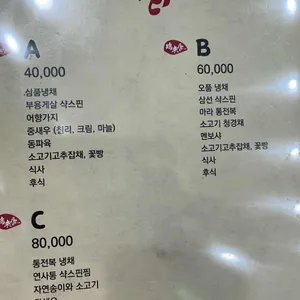 A
40,000
삼품냉채
부용게살 샥스핀
어향가지
중새우 (칠리, 크림, 마늘)
동파육
소고기고추잡채, 꽃빵
식사
후식
B
60,000
오품 냉채
삼선 샥스핀
마라 통전복
소고기 청경채
멘보샤
소고기고추잡채, 꽃빵
식사
후식
C
80,000
통전복 냉채
연사통 샥스핀찜
자연송이와 소고기